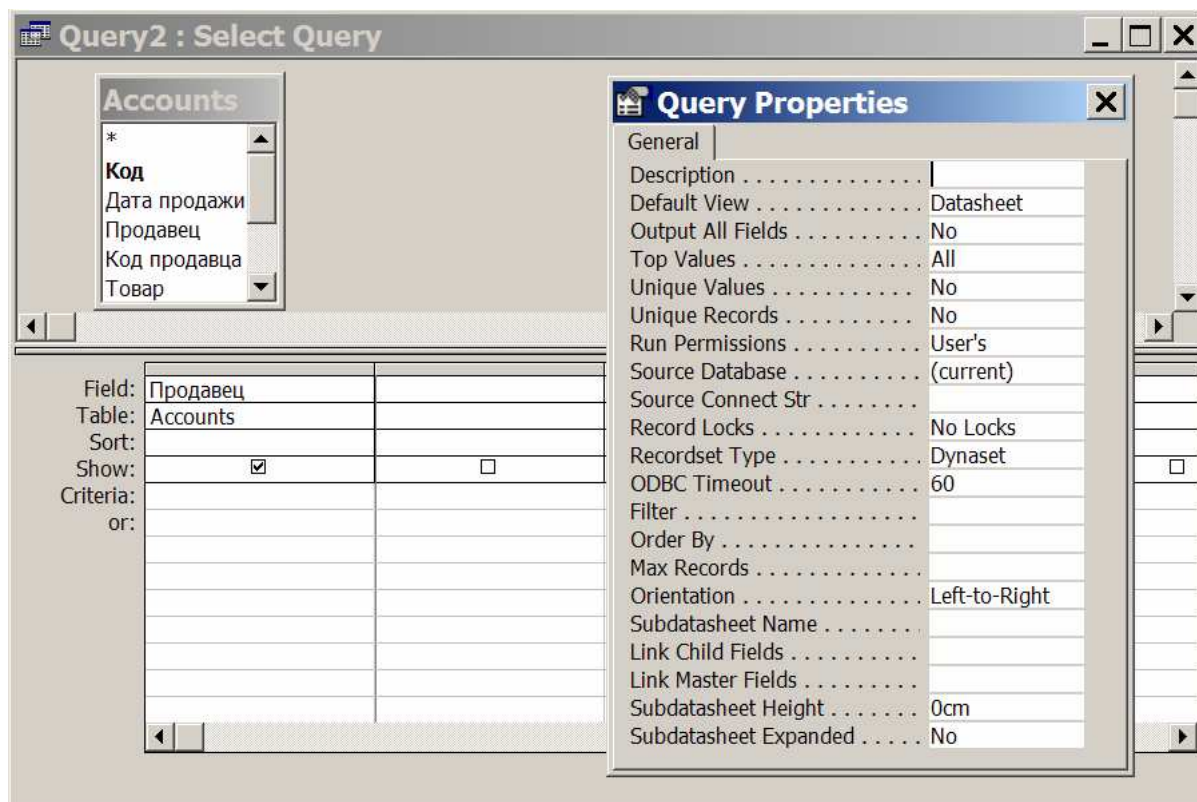 Query2 : Select Query
Accounts
*
Код
Дата продажи
Продавец
Код продавца
Товар
Field: Продавец
Table: Accounts
Sort:
Show:
Criteria:
or:
Query Properties
General
Description . . . . . . . . . . . . . . .
Default View . . . . . . . . . . . . . Datasheet
Output All Fields . . . . . . . . . . No
Top Values . . . . . . . . . . . . . . . All
Unique Values . . . . . . . . . . . No
Unique Records . . . . . . . . . . No
Run Permissions . . . . . . . . . . User's
Source Database . . . . . . . . . . (current)
Source Connect Str . . . . . . . .
Record Locks . . . . . . . . . . . . No Locks
Recordset Type . . . . . . . . . . . Dynaset
ODBC Timeout . . . . . . . . . . . 60
Filter . . . . . . . . . . . . . . . . . . .
Order By . . . . . . . . . . . . . . . .
Max Records . . . . . . . . . . . . .
Orientation . . . . . . . . . . . . . . Left-to-Right
Subdatasheet Name . . . . . . . .
Link Child Fields . . . . . . . . . .
Link Master Fields . . . . . . . . .
Subdatasheet Height . . . . . . . 0cm
Subdatasheet Expanded . . . . . No